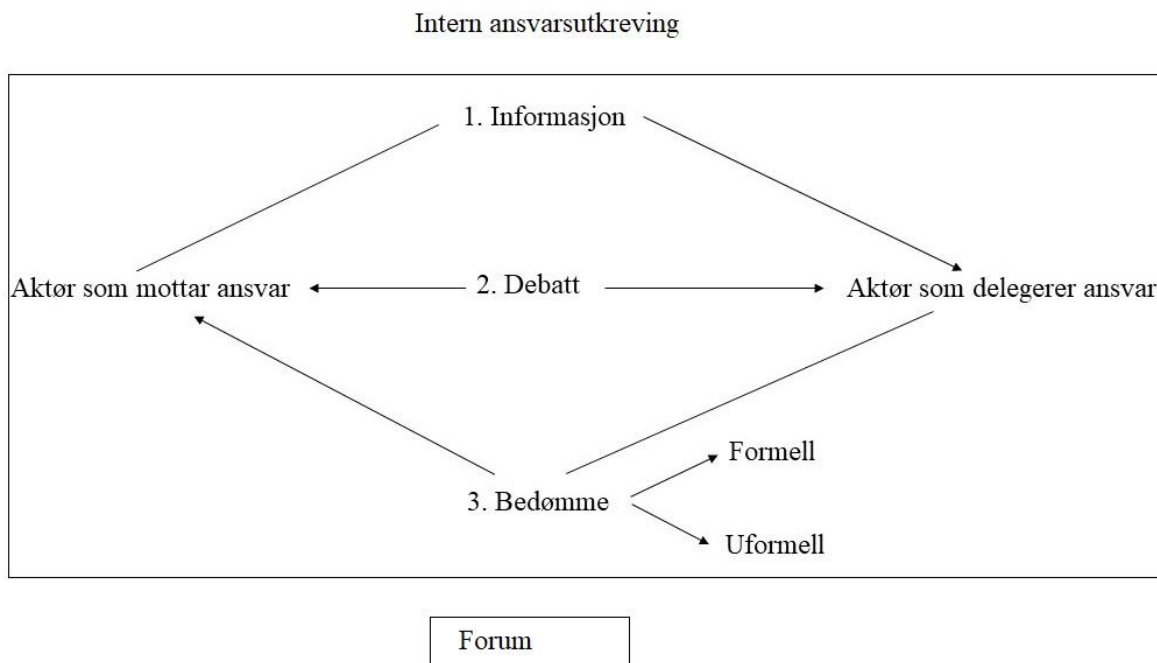 Intern ansvarsutkreving
1. Informasjon
Aktør som mottar ansvar
2. Debatt
Aktør som delegerer ansvar
Formell
3. Bedømme
Uformell
Forum